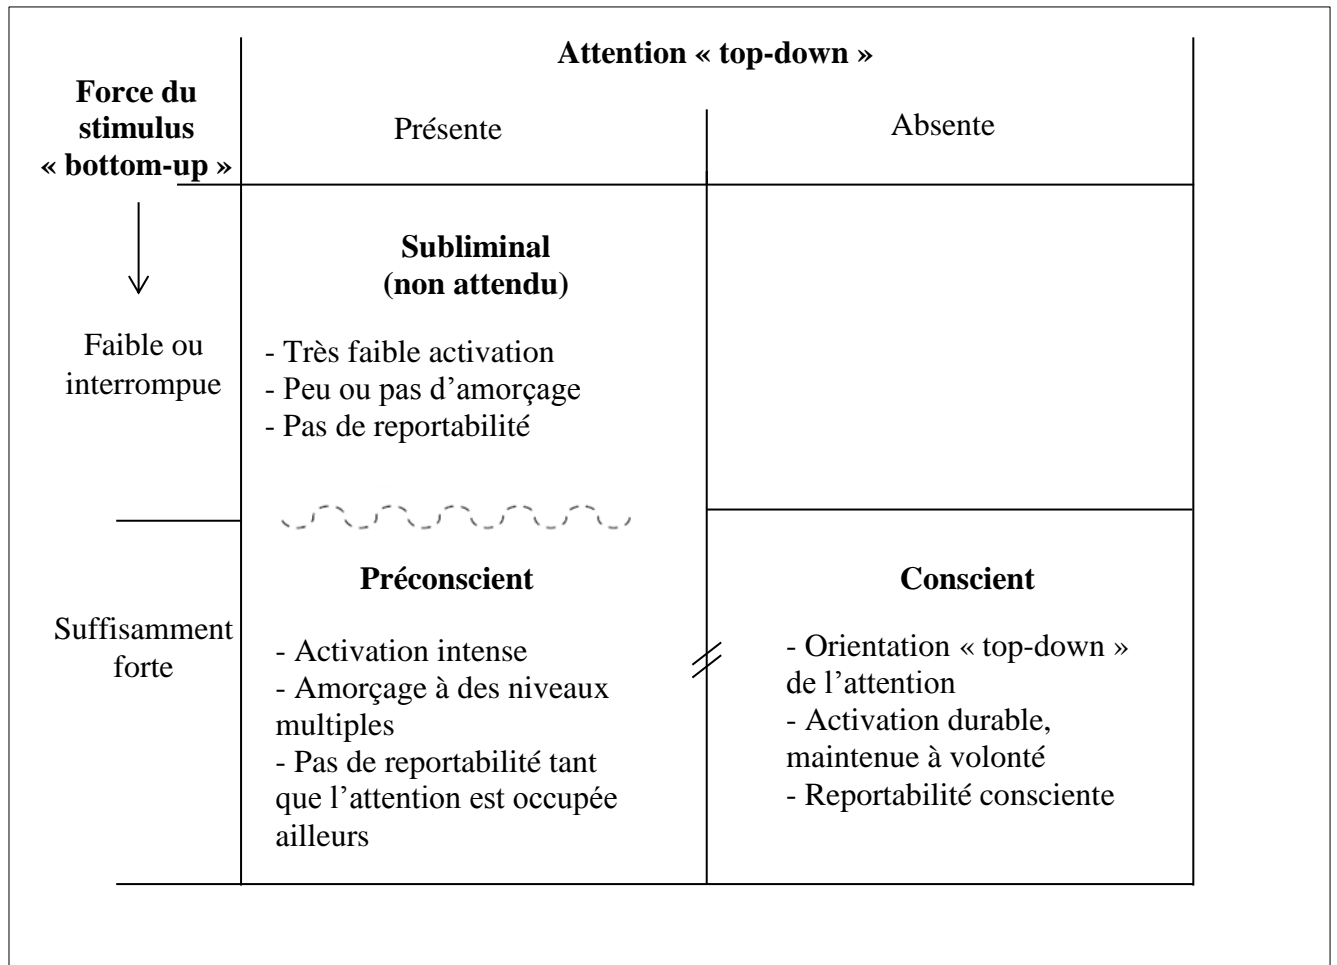 Attention « top-down »
Force du
stimulus
« bottom-up »
Présente
Absente
Subliminal
(non attendu)
Faible ou
interrompue
- Très faible activation
- Peu ou pas d’amorçage
- Pas de reportabilité
Préconscient
Conscient
Suffisamment
forte
- Activation intense
- Amorçage à des niveaux
multiples
- Pas de reportabilité tant
que l’attention est occupée
ailleurs
- Orientation « top-down »
de l’attention
- Activation durable,
maintenue à volonté
- Reportabilité consciente